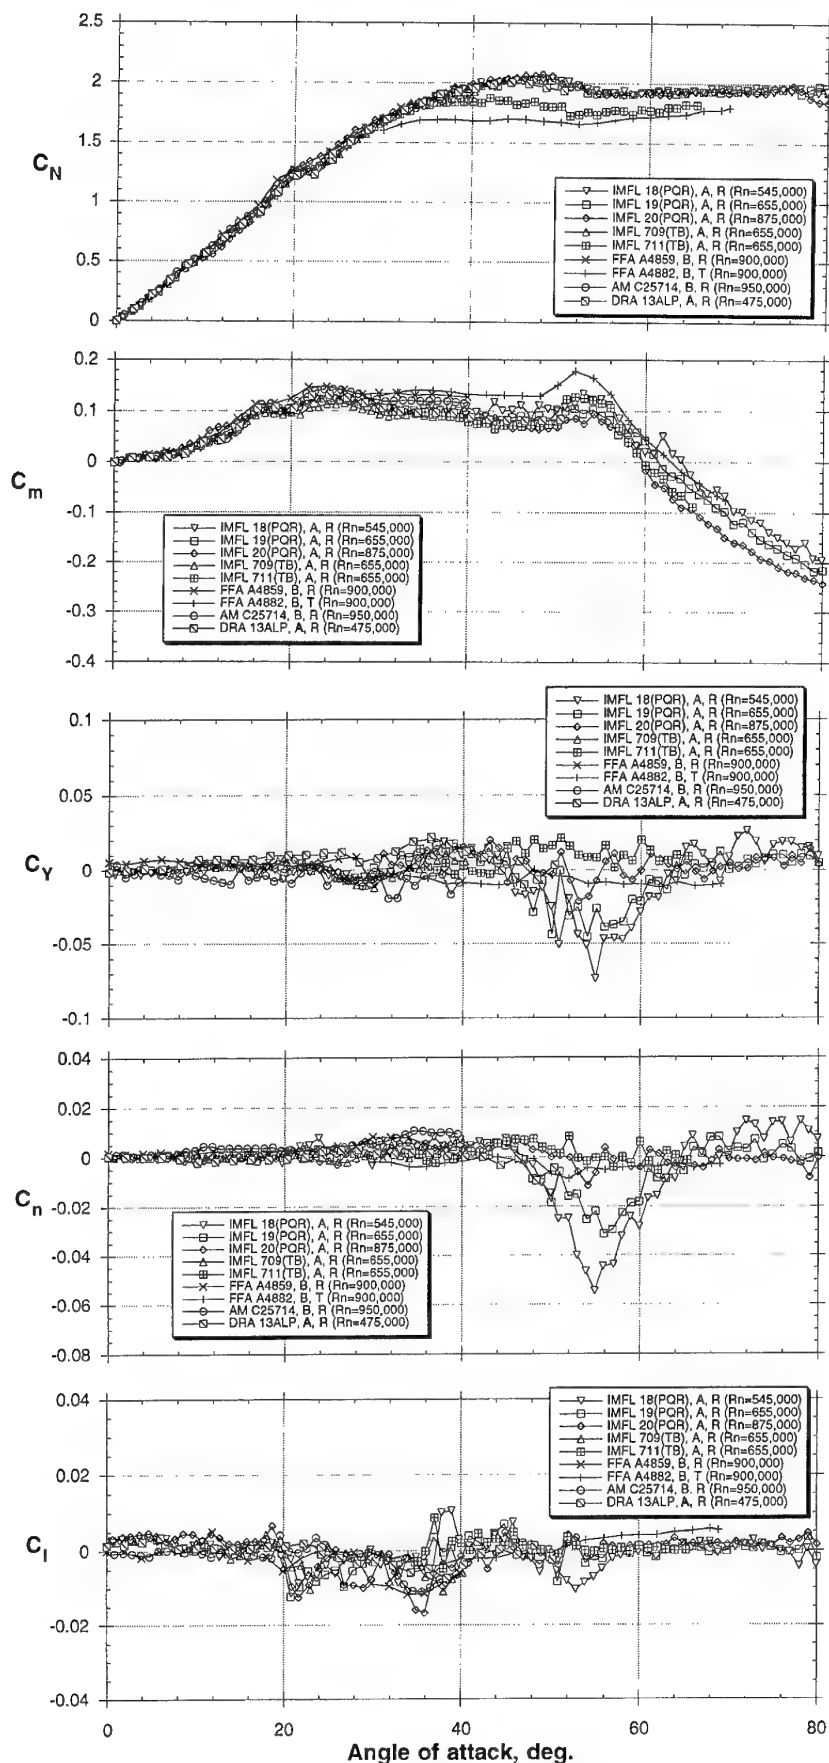 2.5
2
1.5
1
0.5
0
C_N
IMFL 18(PQR), A, R (Rn=545,000)
IMFL 19(PQR), A, R (Rn=655,000)
IMFL 20(PQR), A, R (Rn=875,000)
IMFL 709(TB), A, R (Rn=655,000)
IMFL 711(TB), A, R (Rn=655,000)
FFA A4859, B, R (Rn=900,000)
FFA A4882, B, T (Rn=900,000)
AM C25714, B, R (Rn=950,000)
DRA 13ALP, A, R (Rn=475,000)
0.2
0.1
0
-0.1
-0.2
-0.3
-0.4
C_m
IMFL 18(PQR), A, R (Rn=545,000)
IMFL 19(PQR), A, R (Rn=655,000)
IMFL 20(PQR), A, R (Rn=875,000)
IMFL 709(TB), A, R (Rn=655,000)
IMFL 711(TB), A, R (Rn=655,000)
FFA A4859, B, R (Rn=900,000)
FFA A4882, B, T (Rn=900,000)
AM C25714, B, R (Rn=950,000)
DRA 13ALP, A, R (Rn=475,000)
0.1
0.05
0
-0.05
-0.1
C_Y
IMFL 18(PQR), A, R (Rn=545,000)
IMFL 19(PQR), A, R (Rn=655,000)
IMFL 20(PQR), A, R (Rn=875,000)
IMFL 709(TB), A, R (Rn=655,000)
IMFL 711(TB), A, R (Rn=655,000)
FFA A4859, B, R (Rn=900,000)
FFA A4882, B, T (Rn=900,000)
AM C25714, B, R (Rn=950,000)
DRA 13ALP, A, R (Rn=475,000)
0.04
0.02
0
-0.02
-0.04
-0.06
-0.08
C_n
IMFL 18(PQR), A, R (Rn=545,000)
IMFL 19(PQR), A, R (Rn=655,000)
IMFL 20(PQR), A, R (Rn=875,000)
IMFL 709(TB), A, R (Rn=655,000)
IMFL 711(TB), A, R (Rn=655,000)
FFA A4859, B, R (Rn=900,000)
FFA A4882, B, T (Rn=900,000)
AM C25714, B, R (Rn=950,000)
DRA 13ALP, A, R (Rn=475,000)
0.04
0.02
0
-0.02
-0.04
C_l
IMFL 18(PQR), A, R (Rn=545,000)
IMFL 19(PQR), A, R (Rn=655,000)
IMFL 20(PQR), A, R (Rn=875,000)
IMFL 709(TB), A, R (Rn=655,000)
IMFL 711(TB), A, R (Rn=655,000)
FFA A4859, B, R (Rn=900,000)
FFA A4882, B, T (Rn=900,000)
AM C25714, B, R (Rn=950,000)
DRA 13ALP, A, R (Rn=475,000)
0 20 40 60 80
Angle of attack, deg.